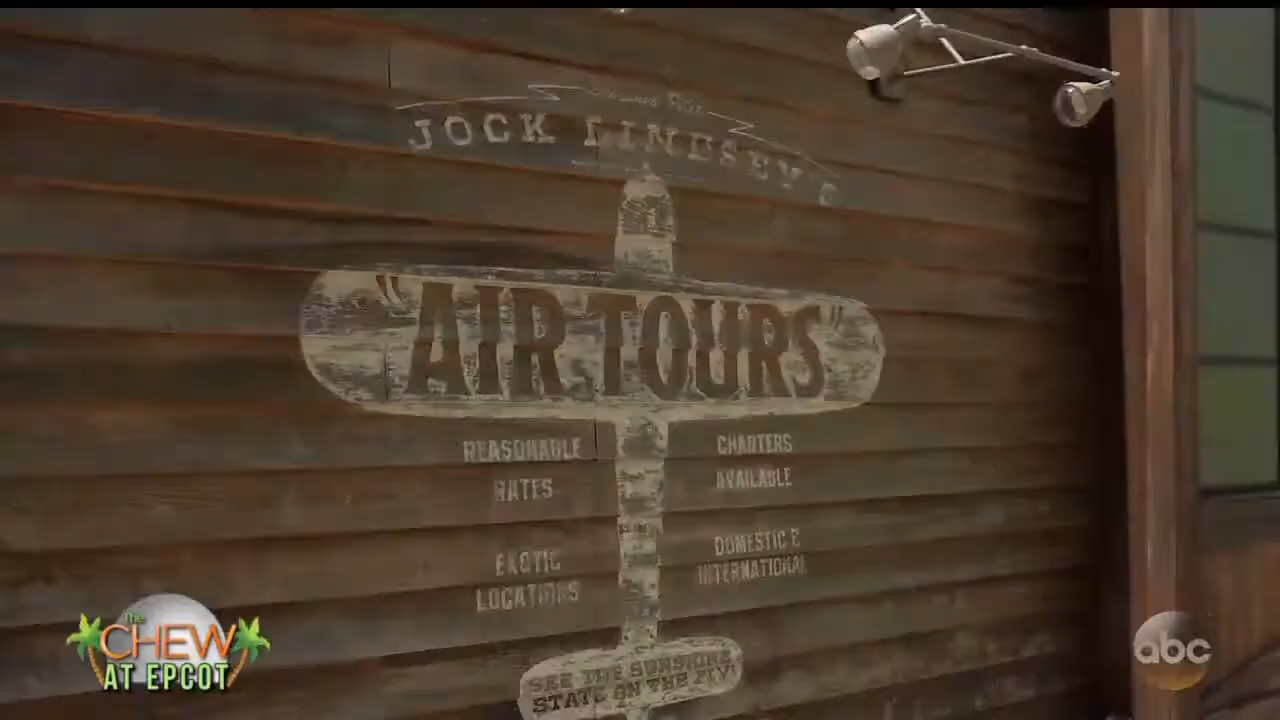 JOCK LINDSEY'S
"AIR TOURS"
REASONABLE
RATES
CHARTERS
AVAILABLE
EXOTIC
LOCATIONS
DOMESTIC &
INTERNATIONAL
SEE THE SUNSHINE
STATE ON THE FLY!
The
CHEW
AT EPCOT
abc